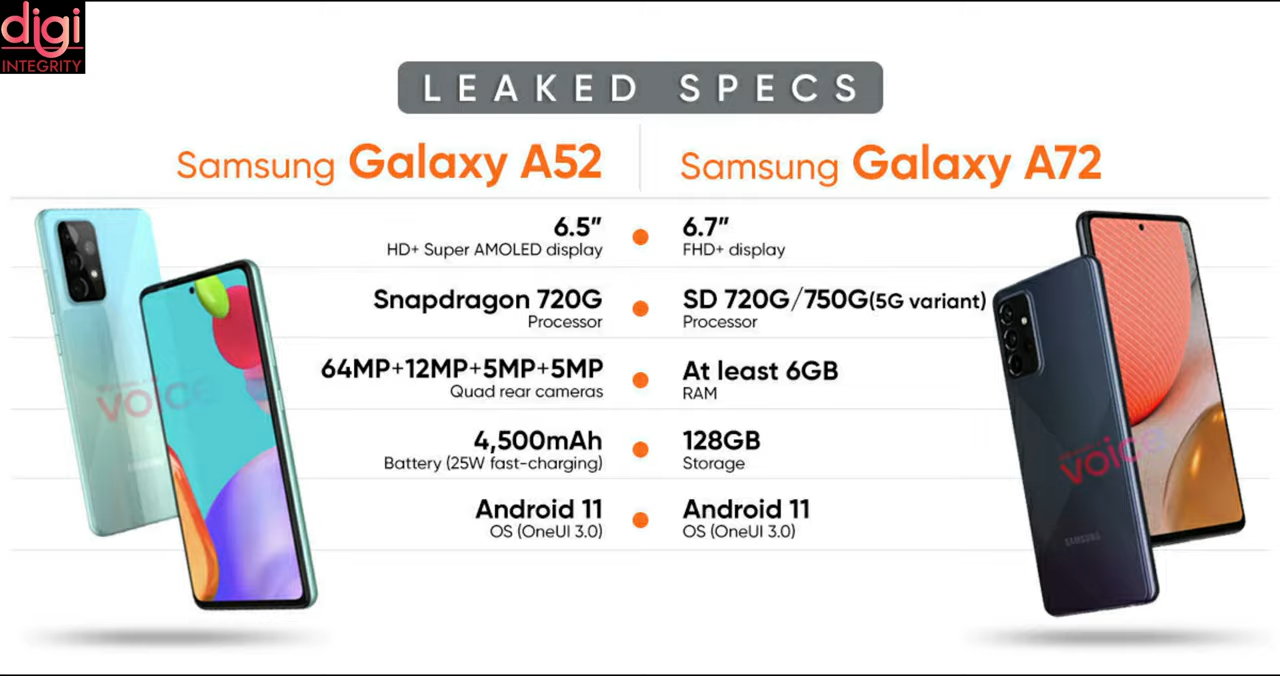 digi
INTEGRITY
LEAKED SPECS
Samsung Galaxy A52
Samsung Galaxy A72
6.5"
HD+ Super AMOLED display
6.7"
FHD+ display
Snapdragon 720G
Processor
SD 720G/750G(5G variant)
Processor
64MP+12MP+5MP+5MP
Quad rear cameras
At least 6GB
RAM
4,500mAh
Battery (25W fast-charging)
128GB
Storage
Android 11
OS (OneUI 3.0)
Android 11
OS (OneUI 3.0)
voice
SAMSUNG
voice
SAMSUNG